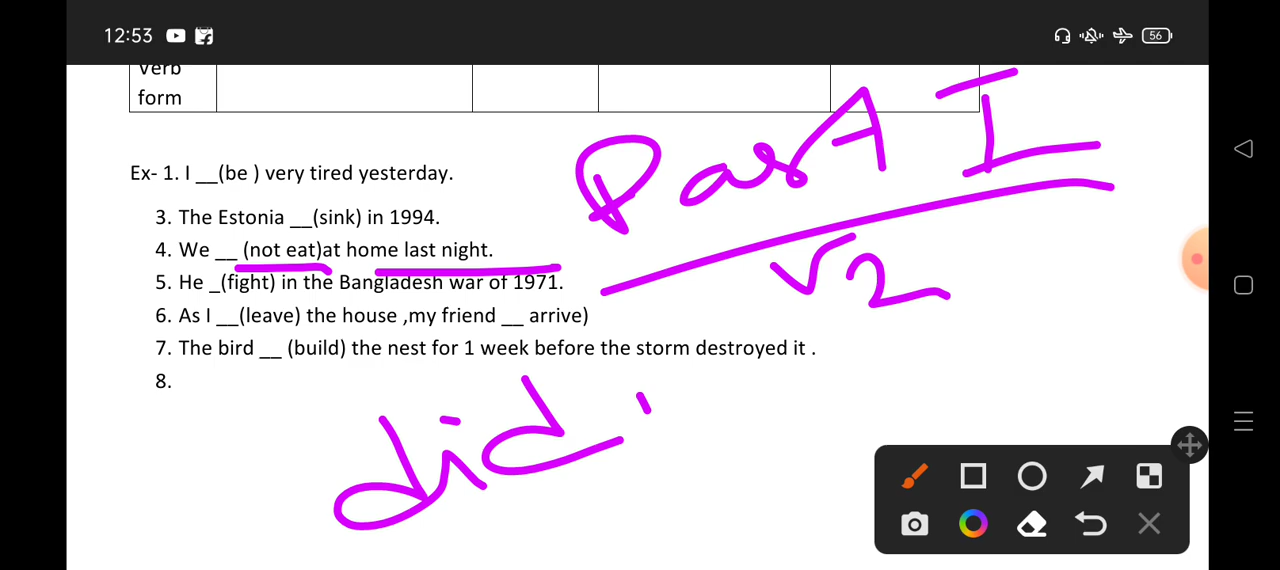 12:53
56
Verb
form
Ex- 1. I __(be ) very tired yesterday.
3. The Estonia __(sink) in 1994.
4. We __ (not eat)at home last night.
5. He _(fight) in the Bangladesh war of 1971.
6. As I __(leave) the house ,my friend __ arrive)
7. The bird __ (build) the nest for 1 week before the storm destroyed it .
8.
Past I
V2
did '